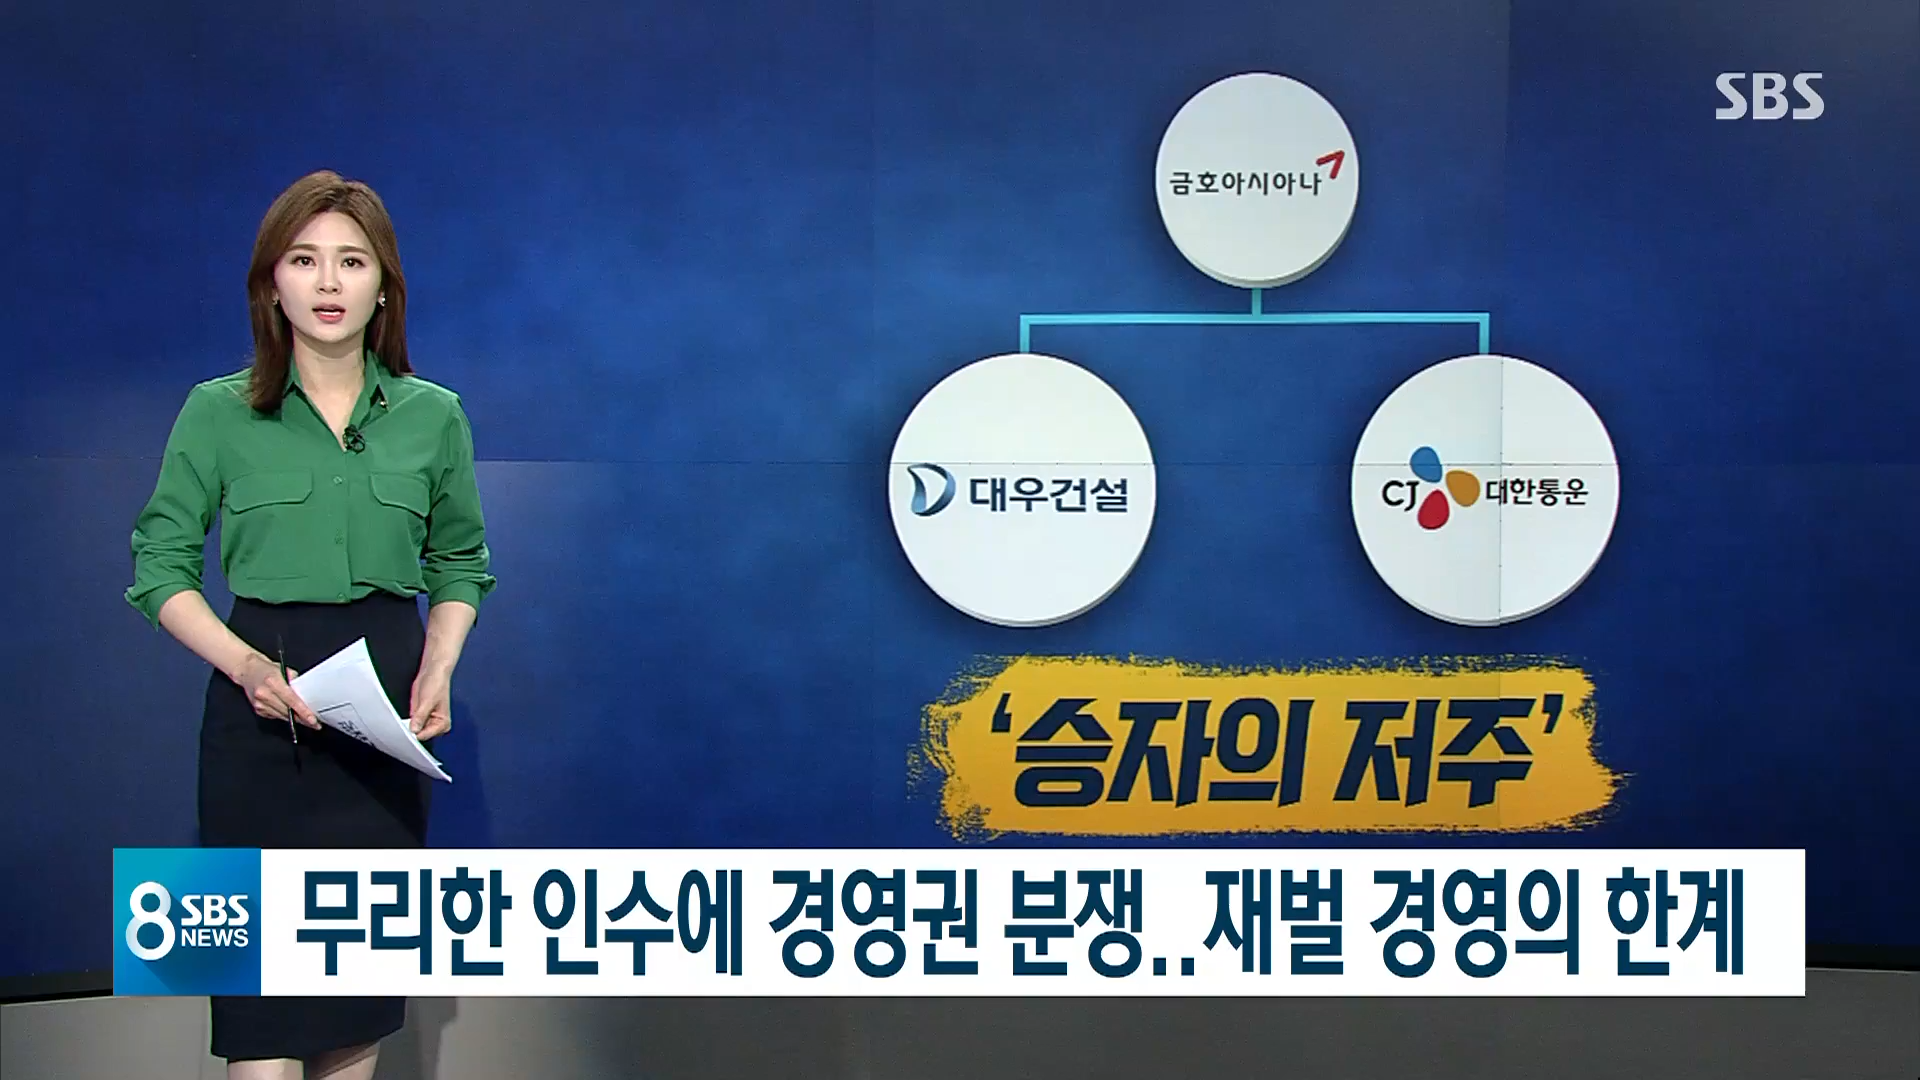 SBS
금호아시아나
대우건설
CJ 대한통운
‘승자의 저주’
8 SBS NEWS
무리한 인수에 경영권 분쟁..재벌 경영의 한계